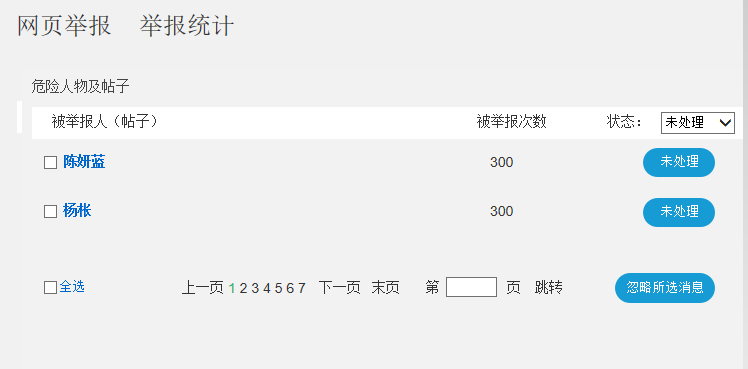 网页举报 举报统计
危险人物及帖子
被举报人（帖子） 被举报次数 状态： 未处理
陈妍蓝 300 未处理
杨枨 300 未处理
全选 上一页 1 2 3 4 5 6 7 下一页 末页 第 页 跳转 忽略所选消息